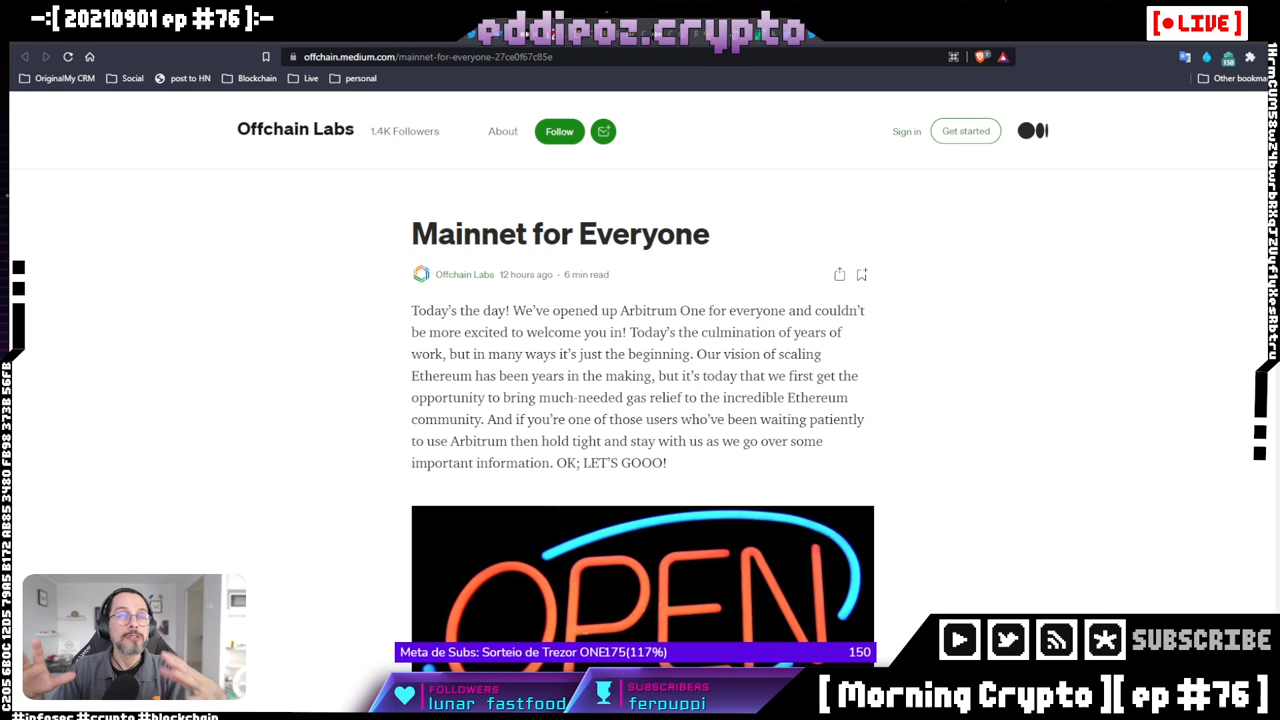 -:[ 20210901 ep #76 ]:-
eddieoz.crypto
[● LIVE]
offchain.medium.com/mainnet-for-everyone-27ce0f67c85e
OriginalMy CRM
Social
post to HN
Blockchain
Live
personal
Other bookma
Offchain Labs
1.4K Followers
About
Follow
Sign in
Get started
Mainnet for Everyone
Offchain Labs 12 hours ago · 6 min read
Today's the day! We've opened up Arbitrum One for everyone and couldn't
be more excited to welcome you in! Today's the culmination of years of
work, but in many ways it's just the beginning. Our vision of scaling
Ethereum has been years in the making, but it's today that we first get the
opportunity to bring much-needed gas relief to the incredible Ethereum
community. And if you're one of those users who've been waiting patiently
to use Arbitrum then hold tight and stay with us as we go over some
important information. OK; LET'S GOOO!
OPEN
Meta de Subs: Sorteio de Trezor ONE175(117%) 150
FOLLOWERS
lunar_fastfood
SUBSCRIBERS
ferpuppi
SUBSCRIBE
[ Morning Crypto ][ ep #76 ]
#infosec #crypto #blockchain